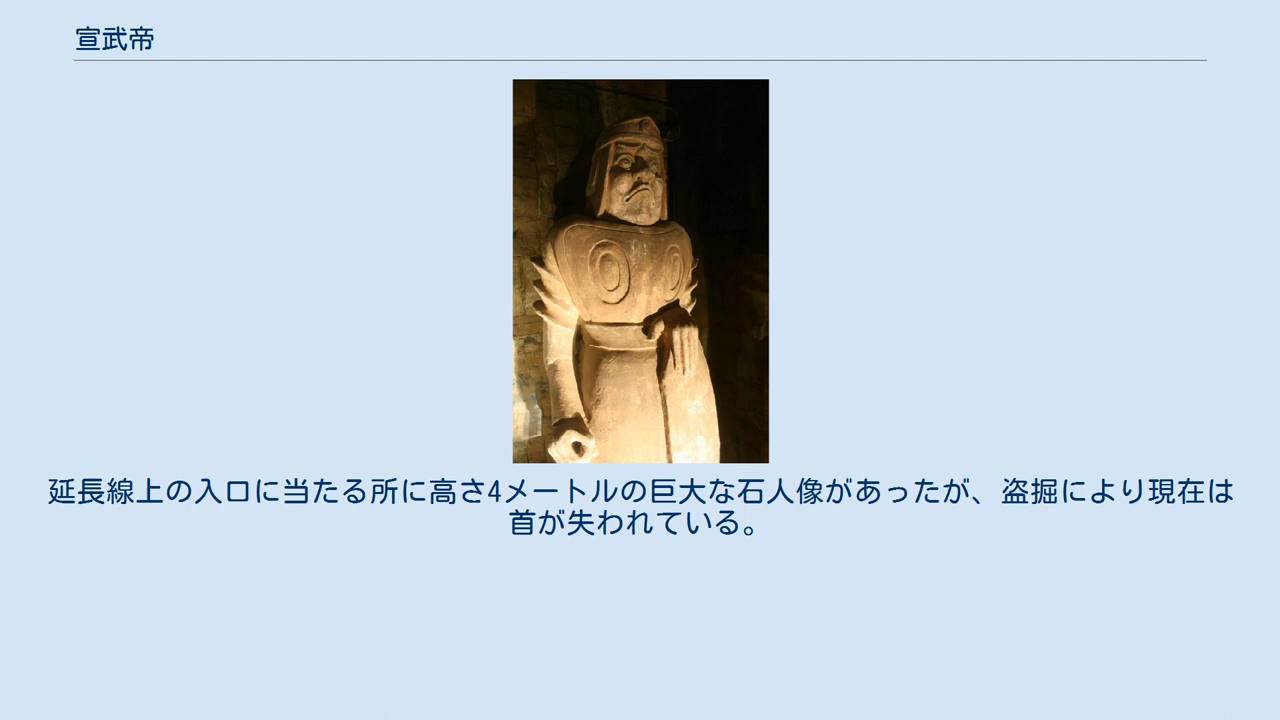 宣武帝
延長線上の入口に当たる所に高さ4メートルの巨大な石人像があったが、盗掘により現在は
首が失われている。